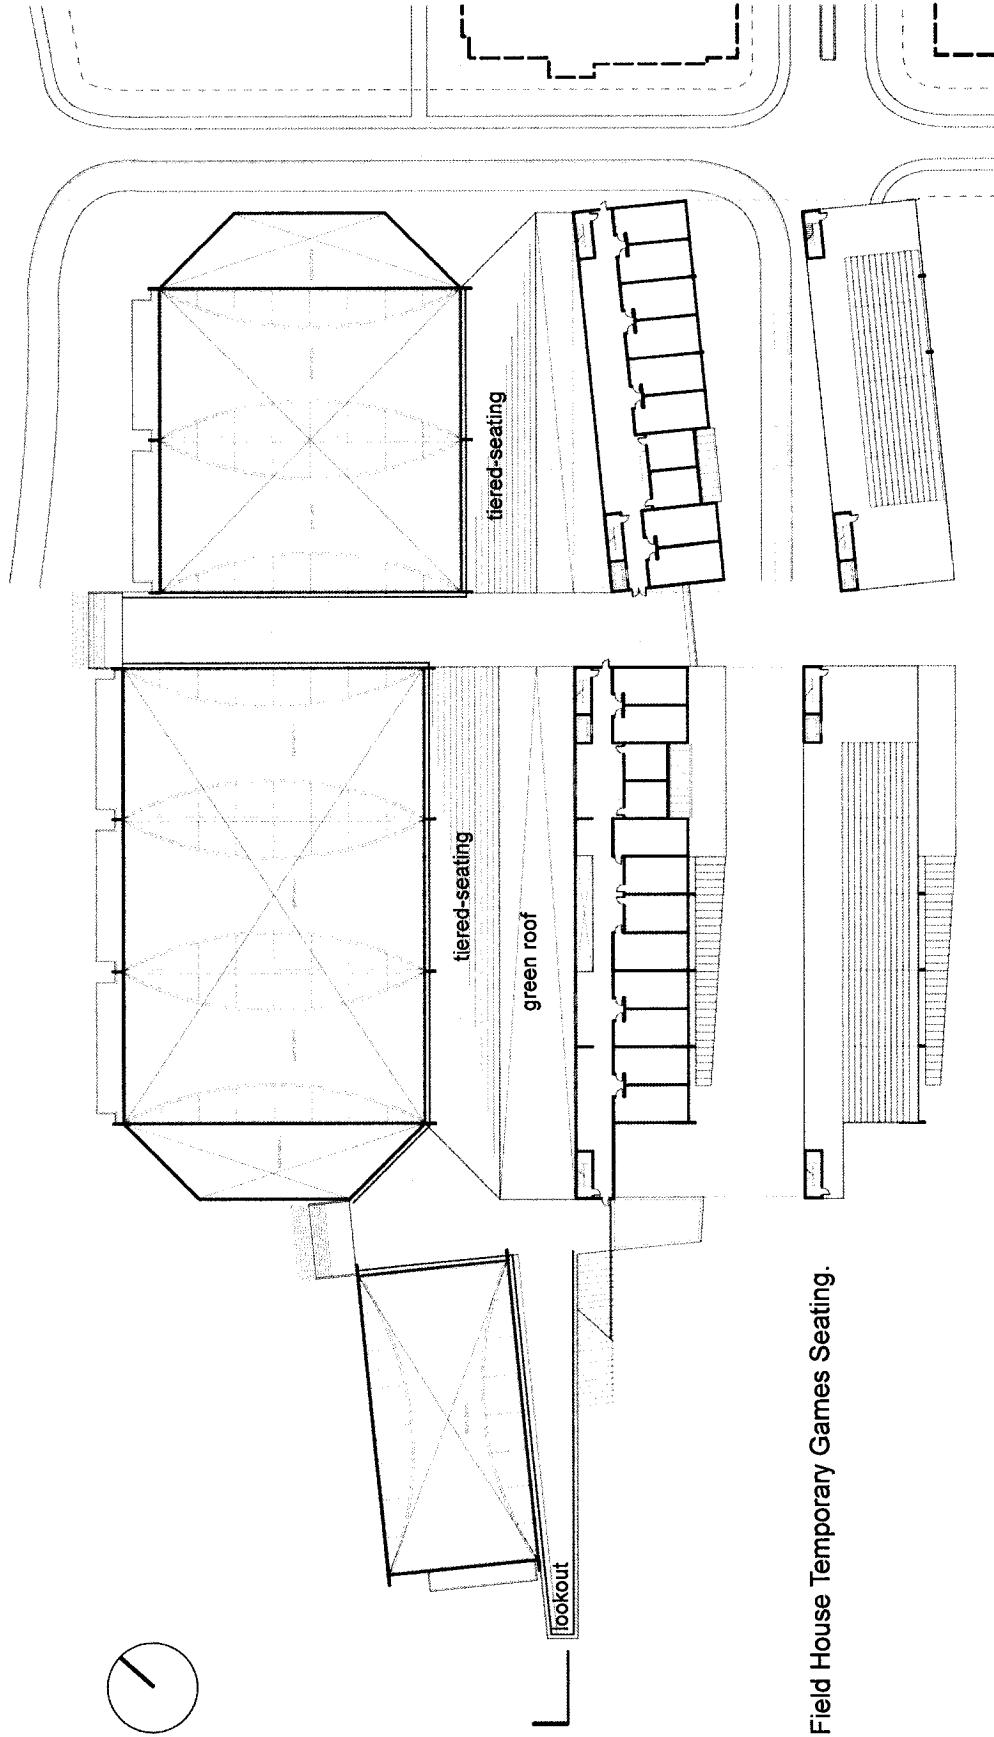 tiered-seating
tiered-seating
green roof
lookout
Field House Temporary Games Seating.